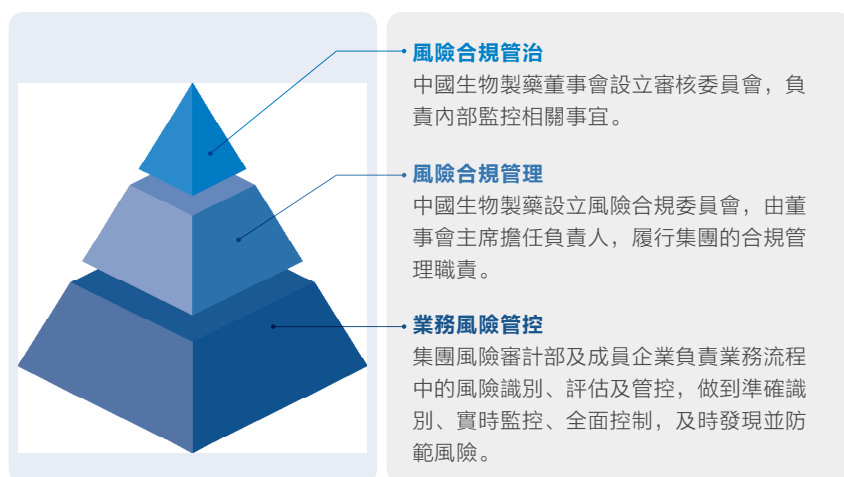 風險合規管治
中國生物製藥董事會設立審核委員會，負
責內部監控相關事宜。
風險合規管理
中國生物製藥設立風險合規委員會，由董
事會主席擔任負責人，履行集團的合規管
理職責。
業務風險管控
集團風險審計部及成員企業負責業務流程
中的風險識別、評估及管控，做到準確識
別、實時監控、全面控制，及時發現並防
範風險。